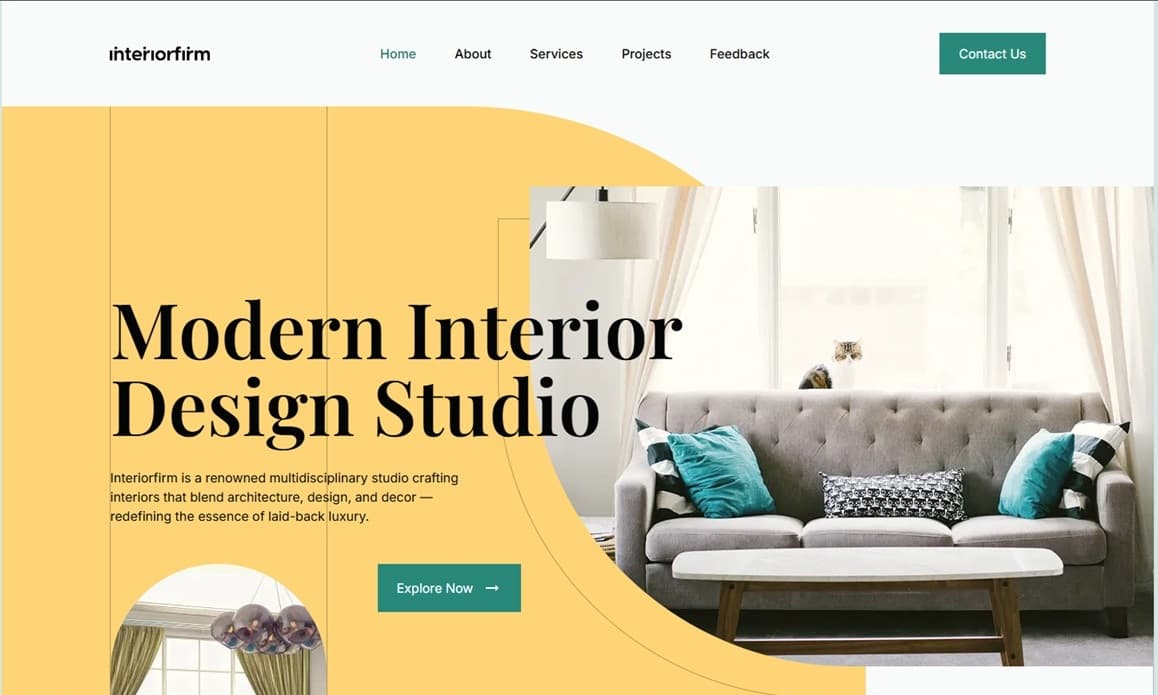 interiorfirm
Home
About
Services
Projects
Feedback
Contact Us
Modern Interior
Design Studio
Interiorfirm is a renowned multidisciplinary studio crafting
interiors that blend architecture, design, and decor —
redefining the essence of laid-back luxury.
Explore Now →